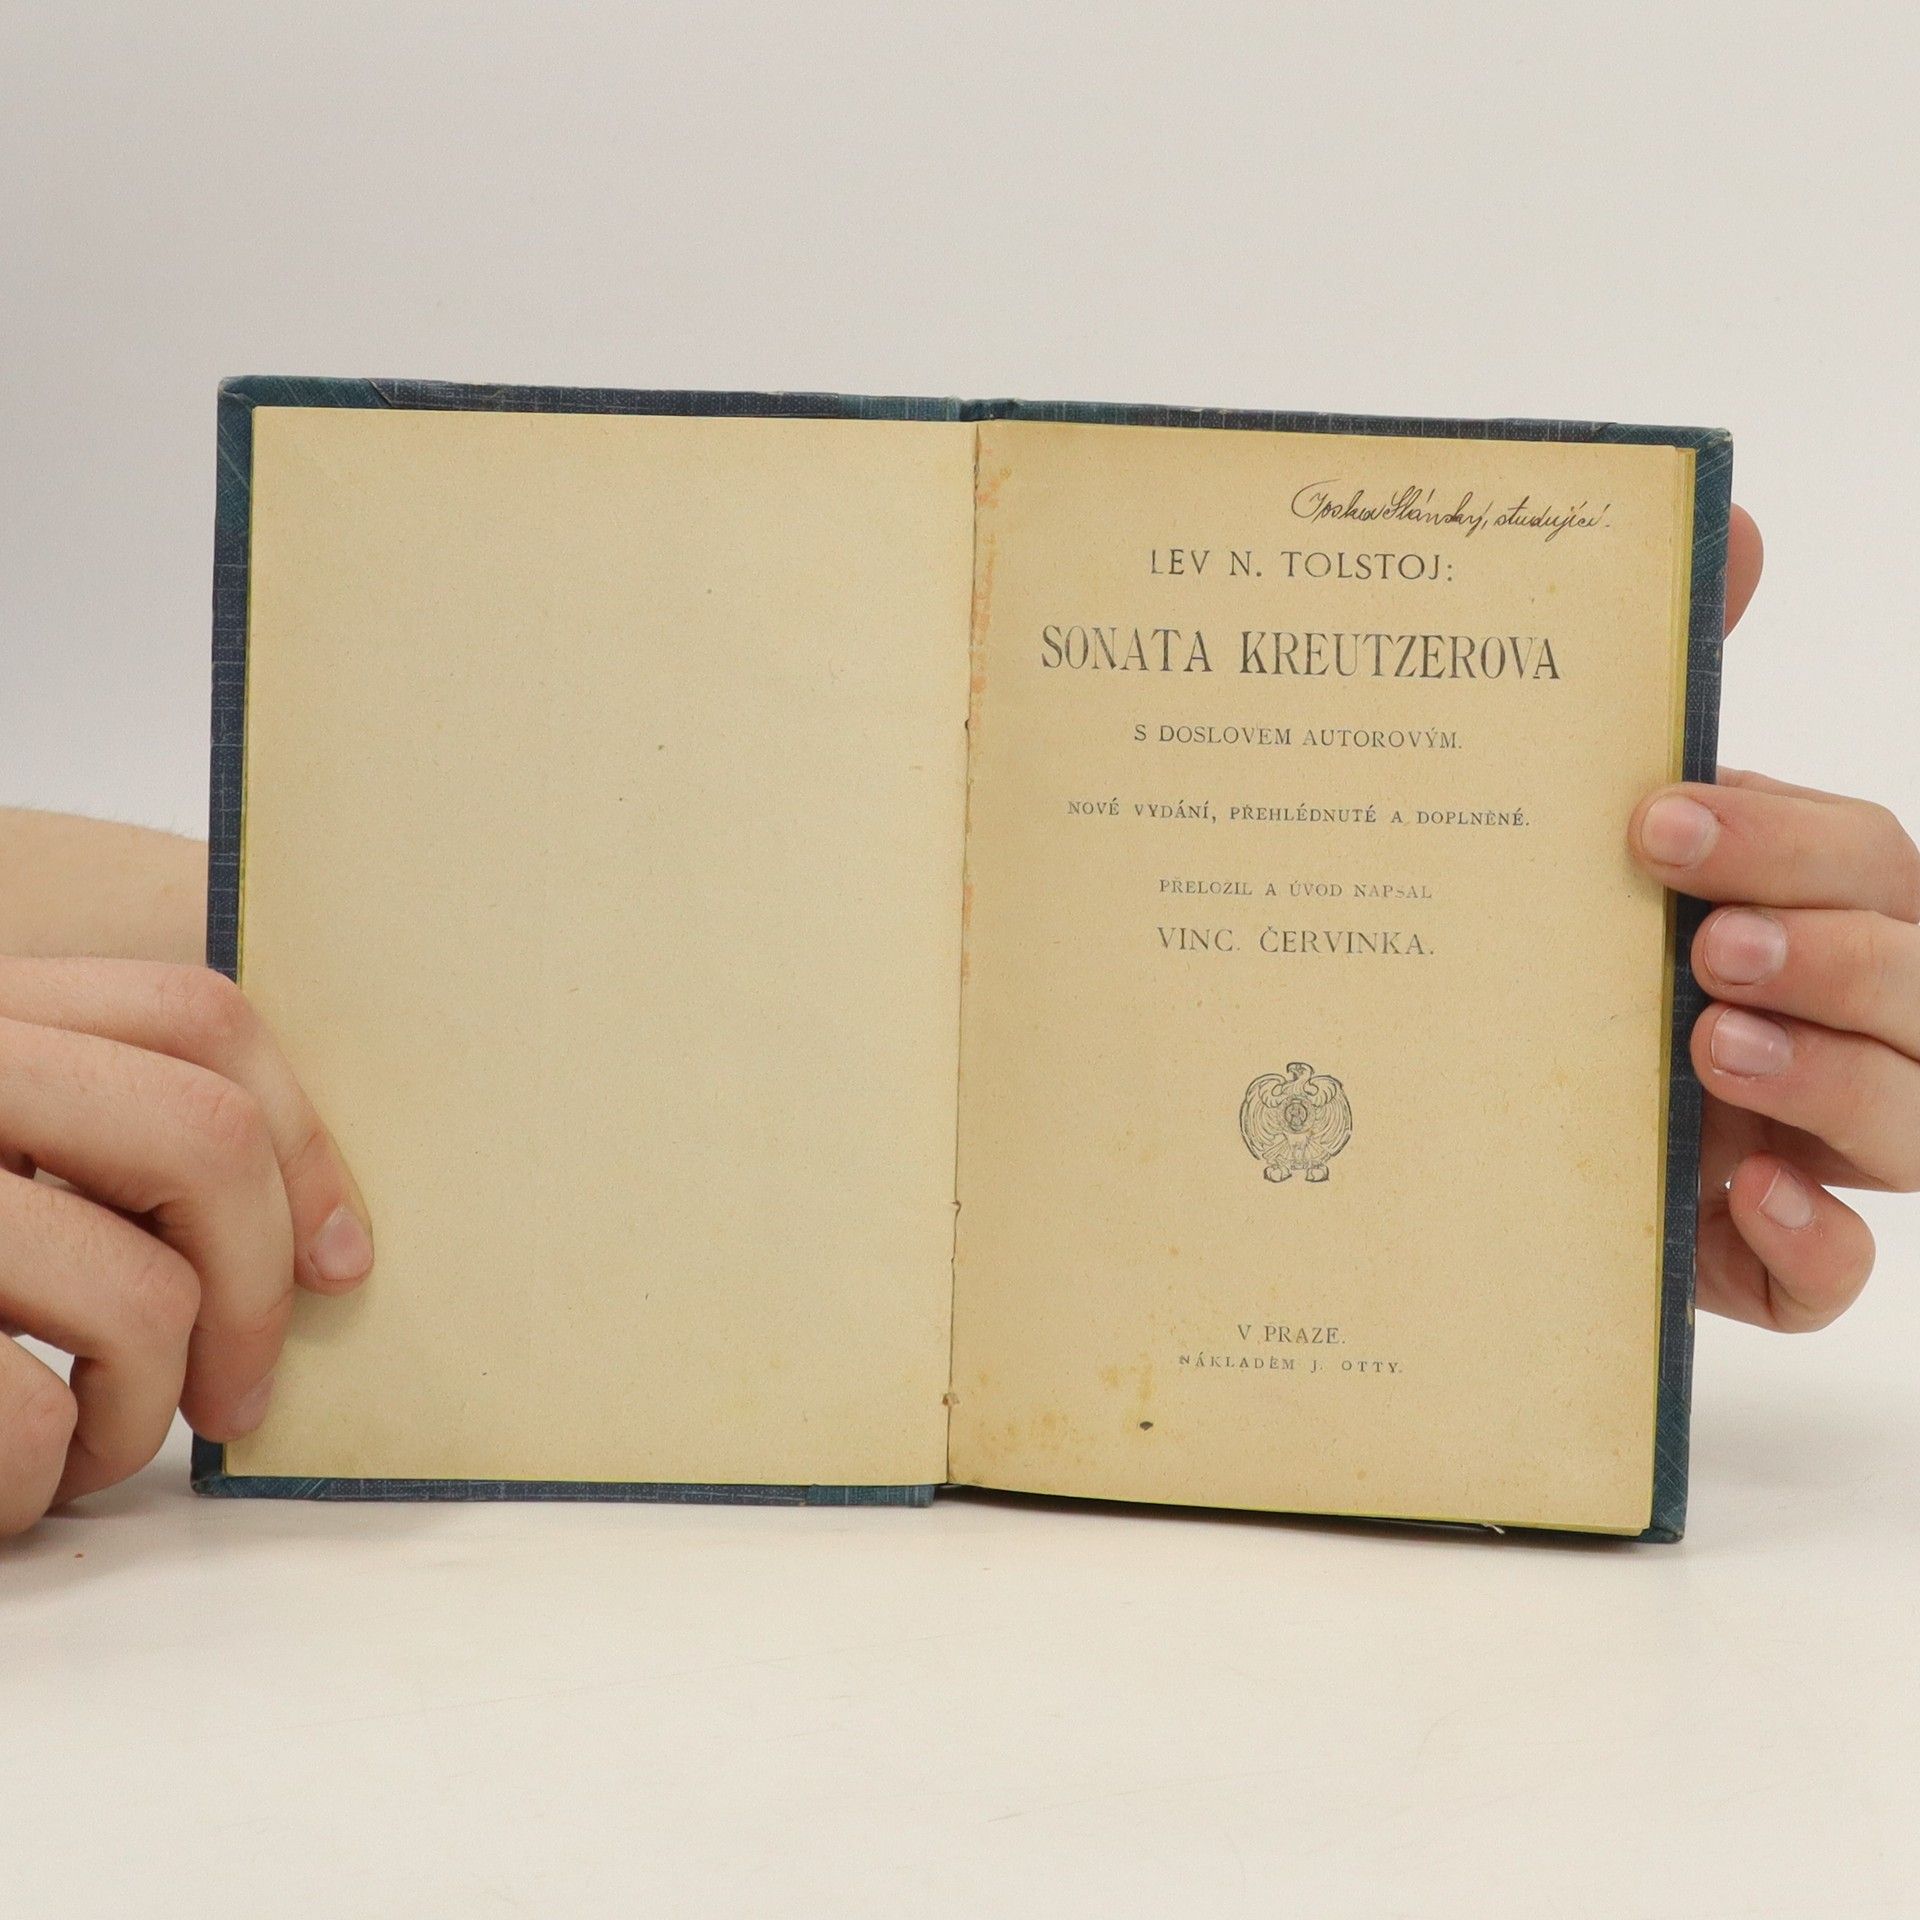 Slánský, studující.
LEV N. TOLSTOJ:
SONATA KREUTZEROVA
S DOSLOVEM AUTOROVÝM.
NOVÉ VYDÁNÍ, PŘEHLÉDNUTÉ A DOPLNĚNÉ.
PŘELOŽIL A ÚVOD NAPSAL
VINC. ČERVINKA.
V PRAZE.
NÁKLADEM J. OTTY.